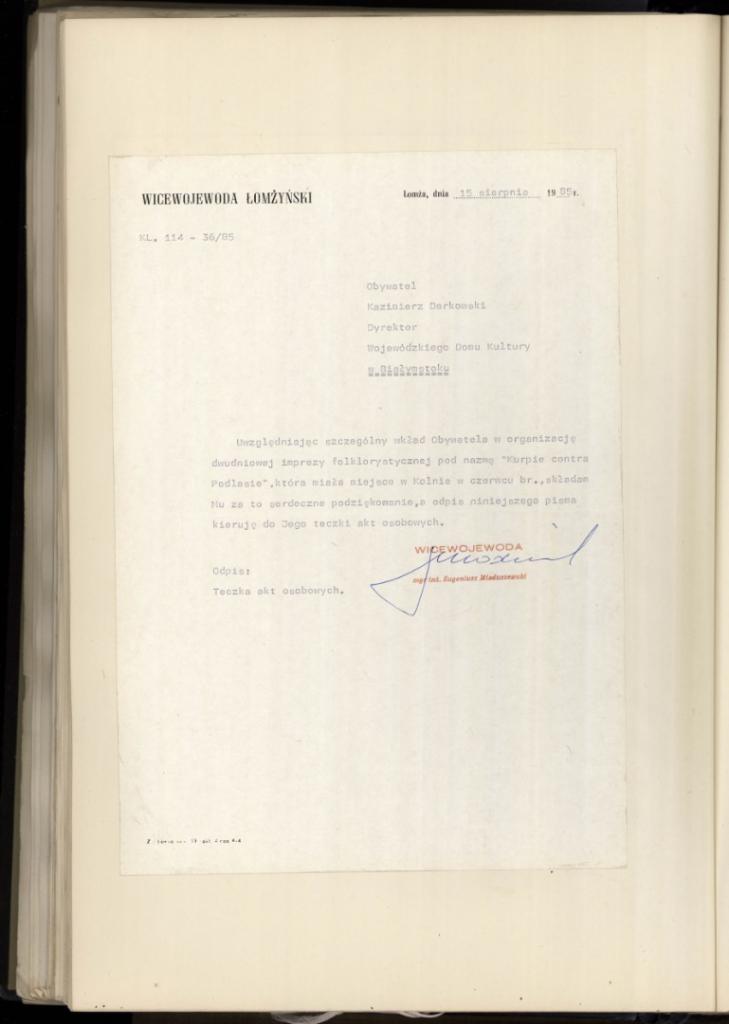 WICEWOJEWODA ŁOMŻYŃSKI
Łomża, dnia 15 sierpnia 1985r.
KL. 114 - 36/85
Obywatel
Kazimierz Derkowski
Dyrektor
Wojewódzkiego Domu Kultury
w Białymstoku
Uwzględniając szczególny wkład Obywatela w organizację
dwudniowej imprezy folklorystycznej pod nazwą "Kurpie contra
Podlasie",która miała miejsce w Kolnie w czerwcu br.,składam
Mu za to serdeczne podziękowanie,a odpis niniejszego pisma
kieruję do Jego teczki akt osobowych.
WICEWOJEWODA
mgr inż. Eugeniusz Mioduszewski
Odpis:
Teczka akt osobowych.